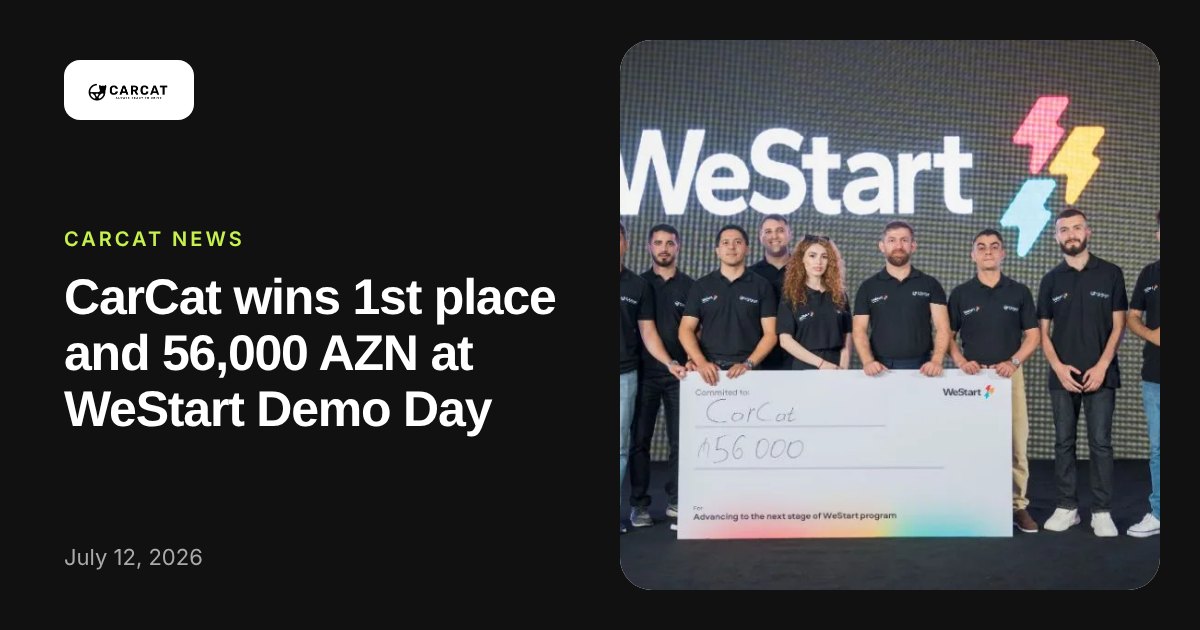 CARCAT
CARCAT NEWS
CarCat wins 1st place
and 56,000 AZN at
WeStart Demo Day
July 12, 2026
WeStart
Commited to:
WeStart
CarCat
₼56 000
For
Advancing to the next stage of WeStart program